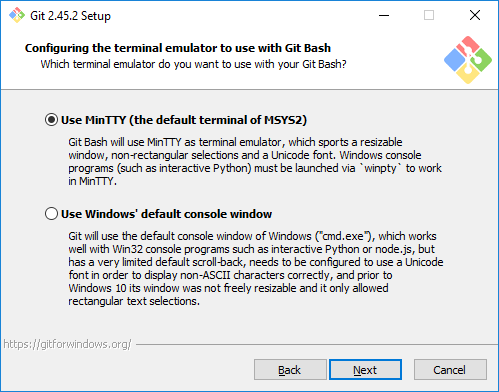 Git 2.45.2 Setup
Configuring the terminal emulator to use with Git Bash
Which terminal emulator do you want to use with your Git Bash?
Use MinTTY (the default terminal of MSYS2)
Git Bash will use MinTTY as terminal emulator, which sports a resizable
window, non-rectangular selections and a Unicode font. Windows console
programs (such as interactive Python) must be launched via `winpty` to work
in MinTTY.
Use Windows' default console window
Git will use the default console window of Windows ("cmd.exe"), which works
well with Win32 console programs such as interactive Python or node.js, but
has a very limited default scroll-back, needs to be configured to use a Unicode
font in order to display non-ASCII characters correctly, and prior to
Windows 10 its window was not freely resizable and it only allowed
rectangular text selections.
https://gitforwindows.org/
Back Next Cancel